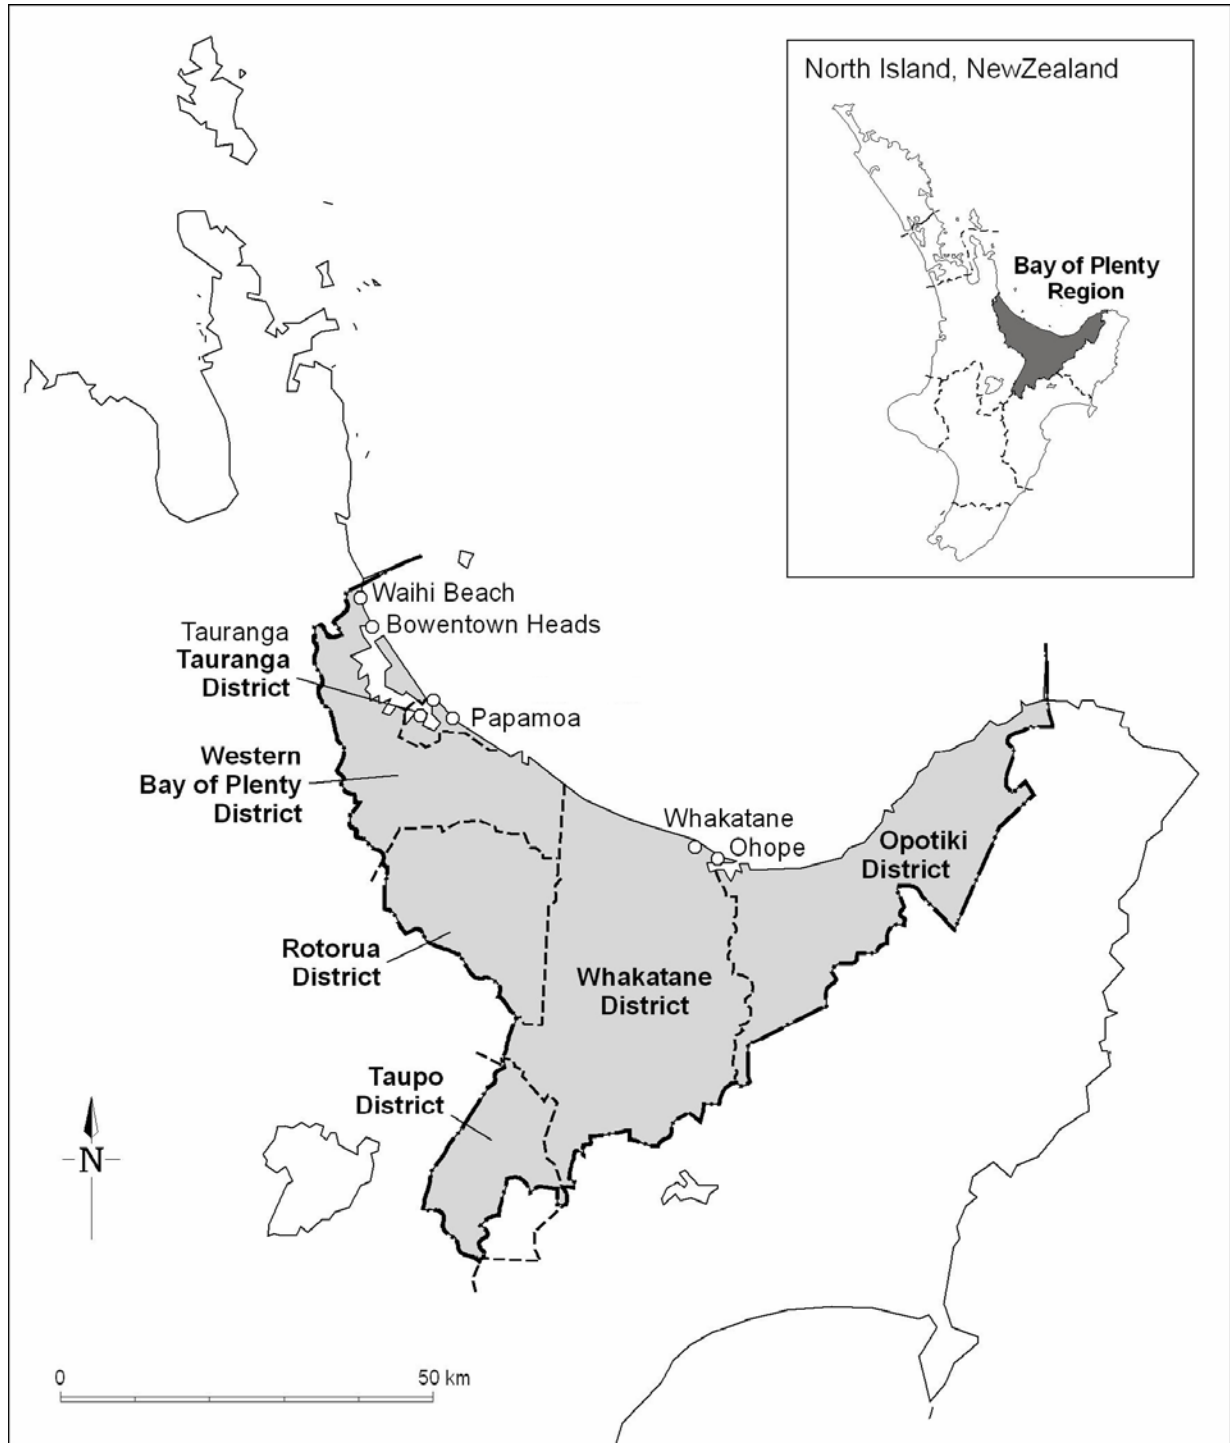 North Island, NewZealand
Bay of Plenty
Region
Waihi Beach
Bowentown Heads
Tauranga
Tauranga
District
Papamoa
Western
Bay of Plenty
District
Whakatane
Ohope
Opotiki
District
Rotorua
District
Whakatane
District
Taupo
District
N
0
50 km